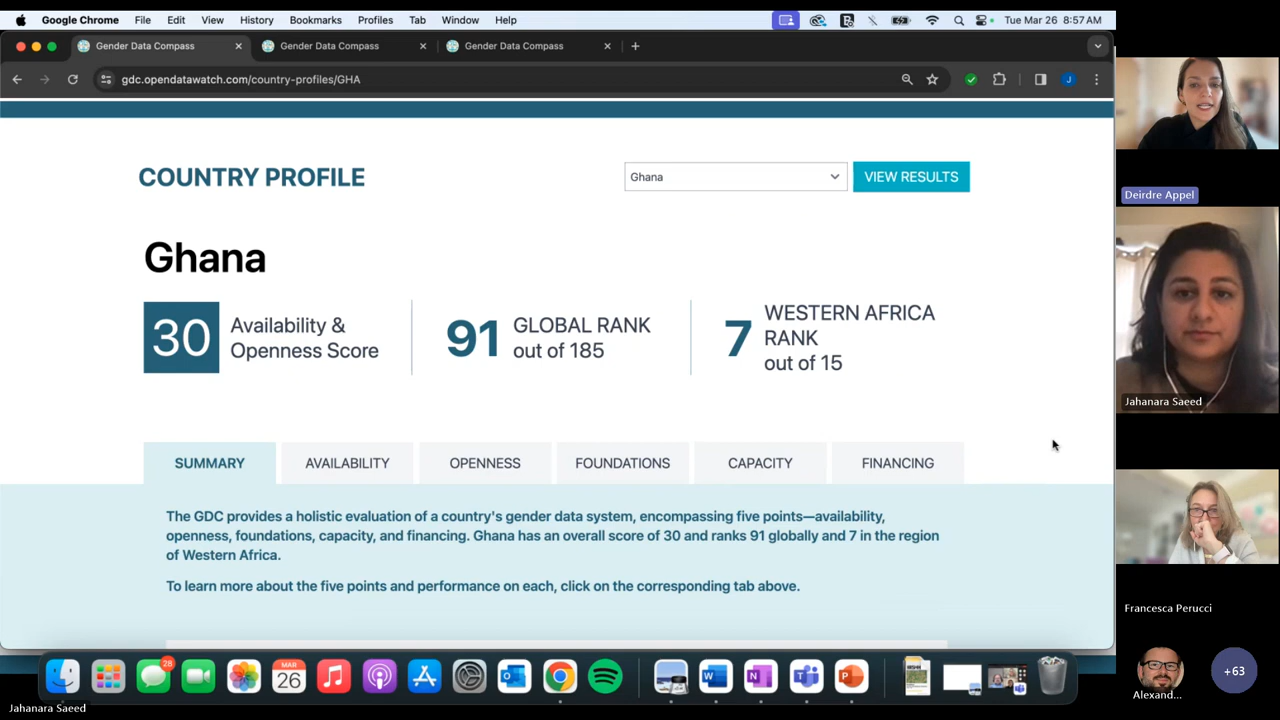 Google Chrome File Edit View History Bookmarks Profiles Tab Window Help Tue Mar 26 8:57 AM
Gender Data Compass Gender Data Compass Gender Data Compass
gdc.opendatawatch.com/country-profiles/GHA
J
COUNTRY PROFILE
Ghana
VIEW RESULTS
Ghana
30
Availability &
Openness Score
91
GLOBAL RANK
out of 185
7
WESTERN AFRICA
RANK
out of 15
SUMMARY AVAILABILITY OPENNESS FOUNDATIONS CAPACITY FINANCING
The GDC provides a holistic evaluation of a country's gender data system, encompassing five points—availability,
openness, foundations, capacity, and financing. Ghana has an overall score of 30 and ranks 91 globally and 7 in the region
of Western Africa.
To learn more about the five points and performance on each, click on the corresponding tab above.
28
MAR
26
Jahanara Saeed
Deirdre Appel
Jahanara Saeed
Francesca Perucci
Alexand...
+63